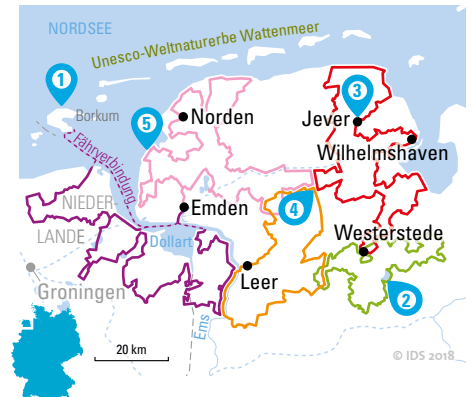 NORDSEE
Unesco-Weltnaturerbe Wattenmeer
1
Borkum
3
Jever
5
Norden
Wilhelmshaven
Fährverbindung
NIEDER-
LANDE
Emden
4
Dollart
Westerstede
Leer
Groningen
2
Ems
20 km
© IDS 2018